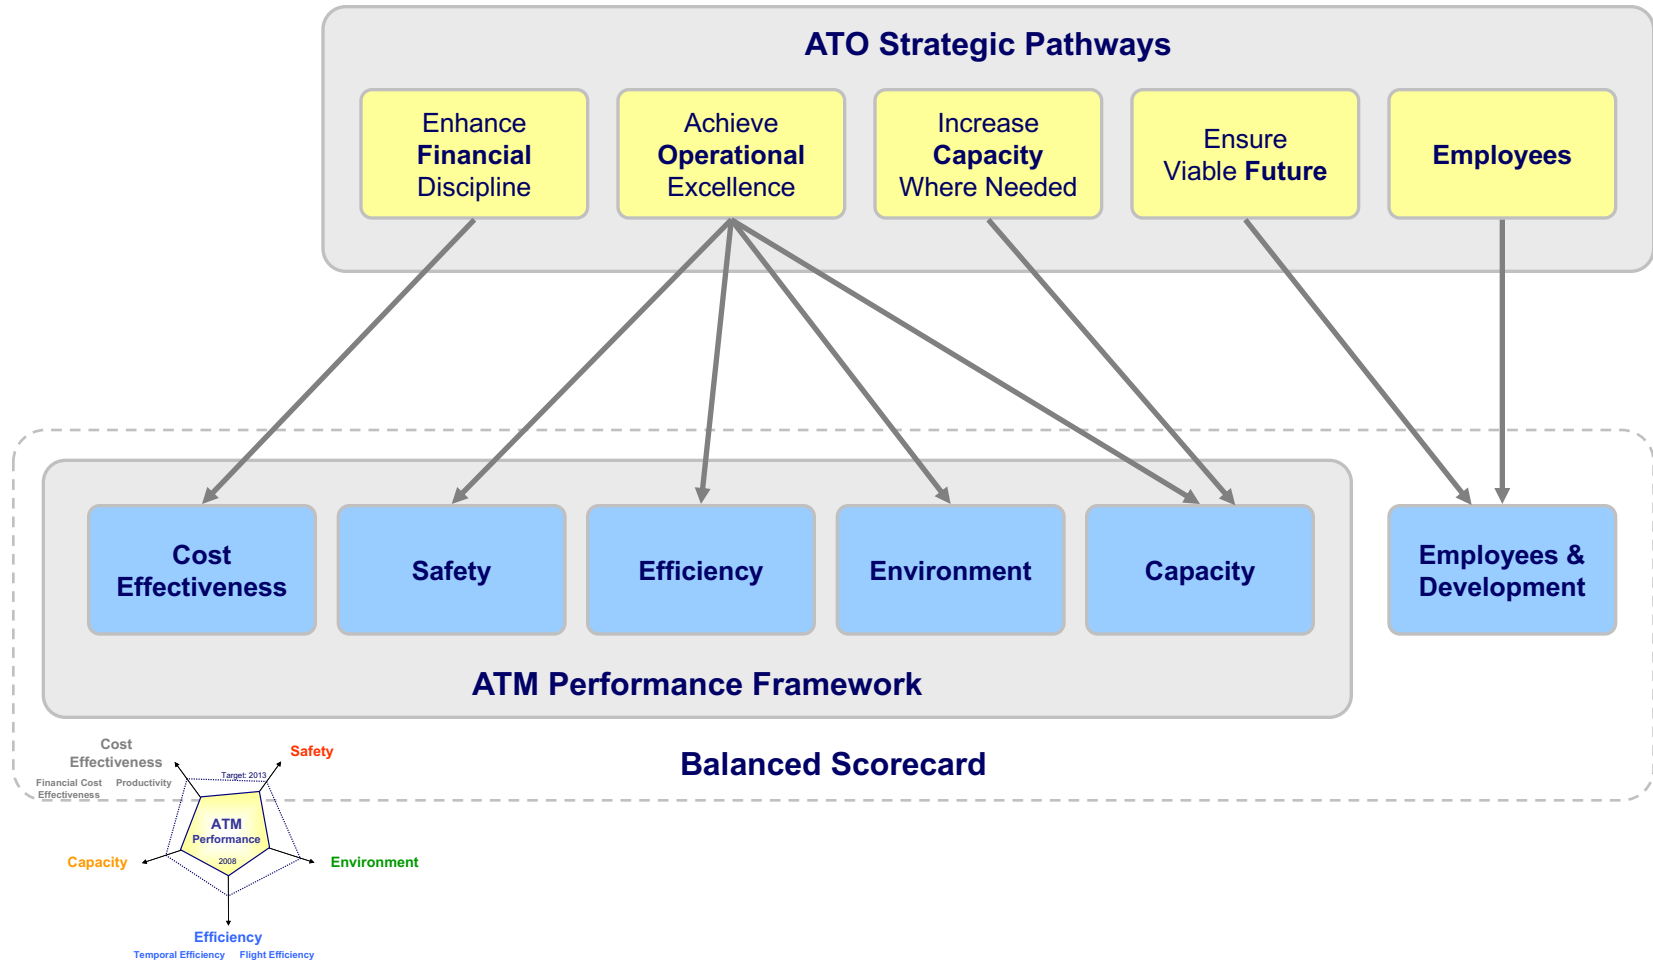 ATO Strategic Pathways
Enhance
Financial
Discipline
Achieve
Operational
Excellence
Increase
Capacity
Where Needed
Ensure
Viable Future
Employees
Cost
Effectiveness
Safety
Efficiency
Environment
Capacity
Employees &
Development
ATM Performance Framework
Balanced Scorecard
Cost
Effectiveness
Financial Cost
Effectiveness
Productivity
Safety
Target: 2013
ATM
Performance
2008
Capacity
Environment
Efficiency
Temporal Efficiency
Flight Efficiency